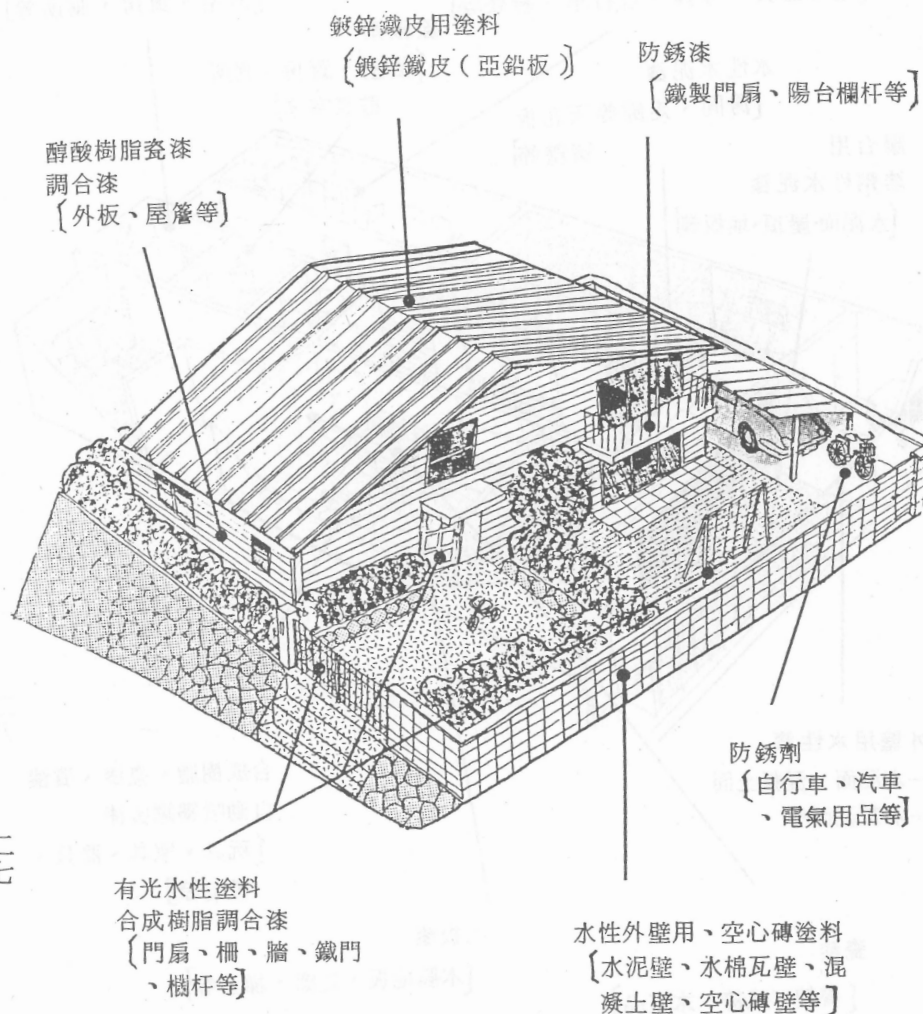 鍍鋅鐵皮用塗料
〔鍍鋅鐵皮(亞鉛板)〕
防銹漆
〔鐵製門扇、陽台欄杆等〕
醇酸樹脂瓷漆
調合漆
〔外板、屋簷等〕
防銹劑
〔自行車、汽車
、電氣用品等〕
有光水性塗料
合成樹脂調合漆
〔門扇、柵、牆、鐵門
、欄杆等〕
水性外壁用、空心磚塗料
〔水泥壁、水棉瓦壁、混
凝土壁、空心磚壁等〕